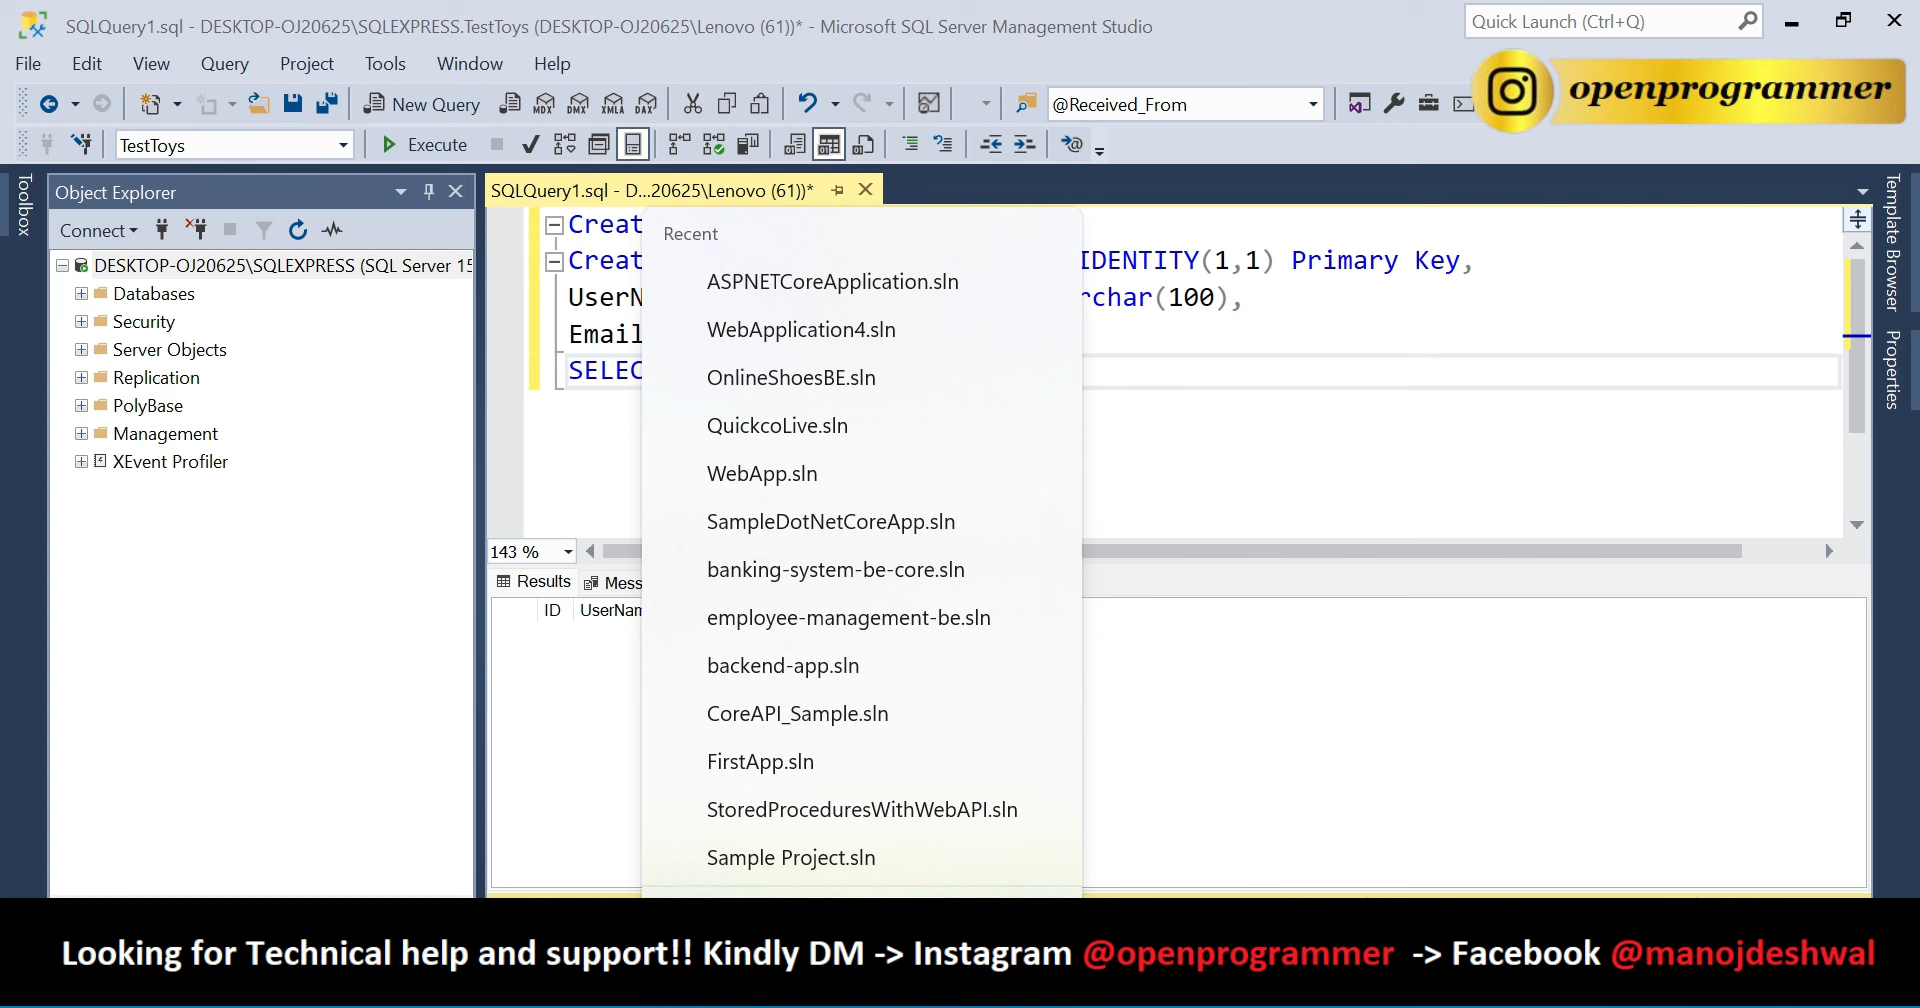 SQLQuery1.sql - DESKTOP-OJ20625\SQLEXPRESS.TestToys (DESKTOP-OJ20625\Lenovo (61))* - Microsoft SQL Server Management Studio
Quick Launch (Ctrl+Q)
File Edit View Query Project Tools Window Help
openprogrammer
New Query
MDX DMX XMLA DAX
@Received_From
TestToys
Execute
Toolbox
Object Explorer
Connect
DESKTOP-OJ20625\SQLEXPRESS (SQL Server 15
Databases
Security
Server Objects
Replication
PolyBase
Management
XEvent Profiler
SQLQuery1.sql - D...20625\Lenovo (61))*
Creat
Creat IDENTITY(1,1) Primary Key,
UserN rchar(100),
Email
SELEC
Recent
ASPNETCoreApplication.sln
WebApplication4.sln
OnlineShoesBE.sln
QuickcoLive.sln
WebApp.sln
SampleDotNetCoreApp.sln
banking-system-be-core.sln
employee-management-be.sln
backend-app.sln
CoreAPI_Sample.sln
FirstApp.sln
StoredProceduresWithWebAPI.sln
Sample Project.sln
143 %
Results Mess
ID UserNam
Template Browser
Properties
Looking for Technical help and support!! Kindly DM -> Instagram @openprogrammer -> Facebook @manojdeshwal